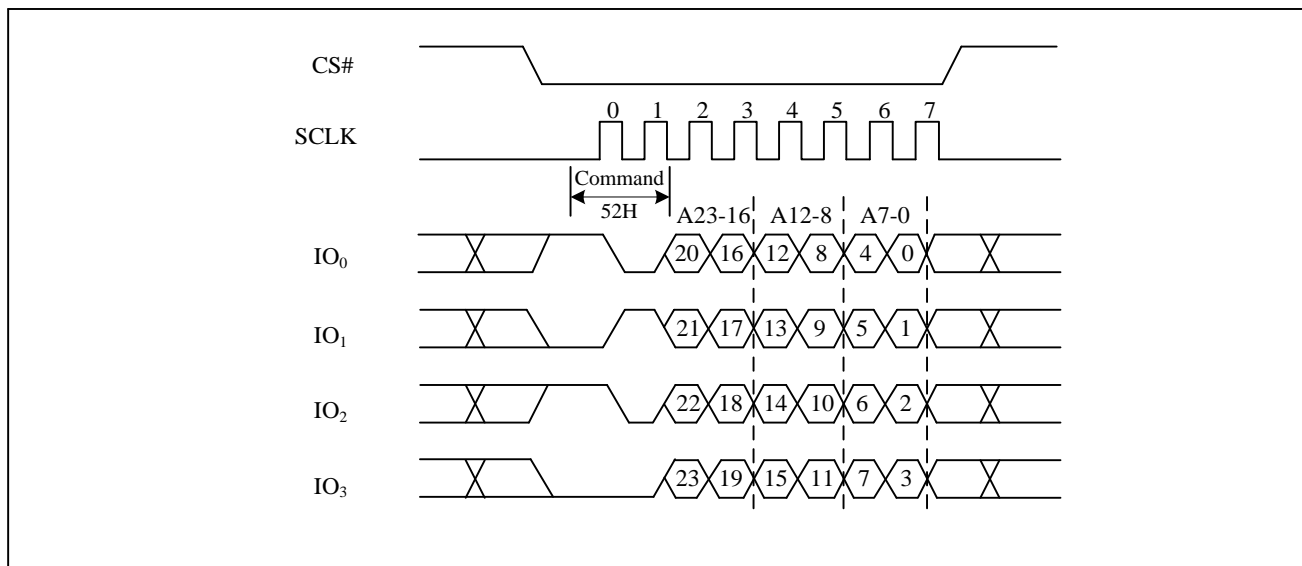 CS#
0 1 2 3 4 5 6 7
SCLK
Command
52H
A23-16 A12-8 A7-0
IO0 20 16 12 8 4 0
IO1 21 17 13 9 5 1
IO2 22 18 14 10 6 2
IO3 23 19 15 11 7 3